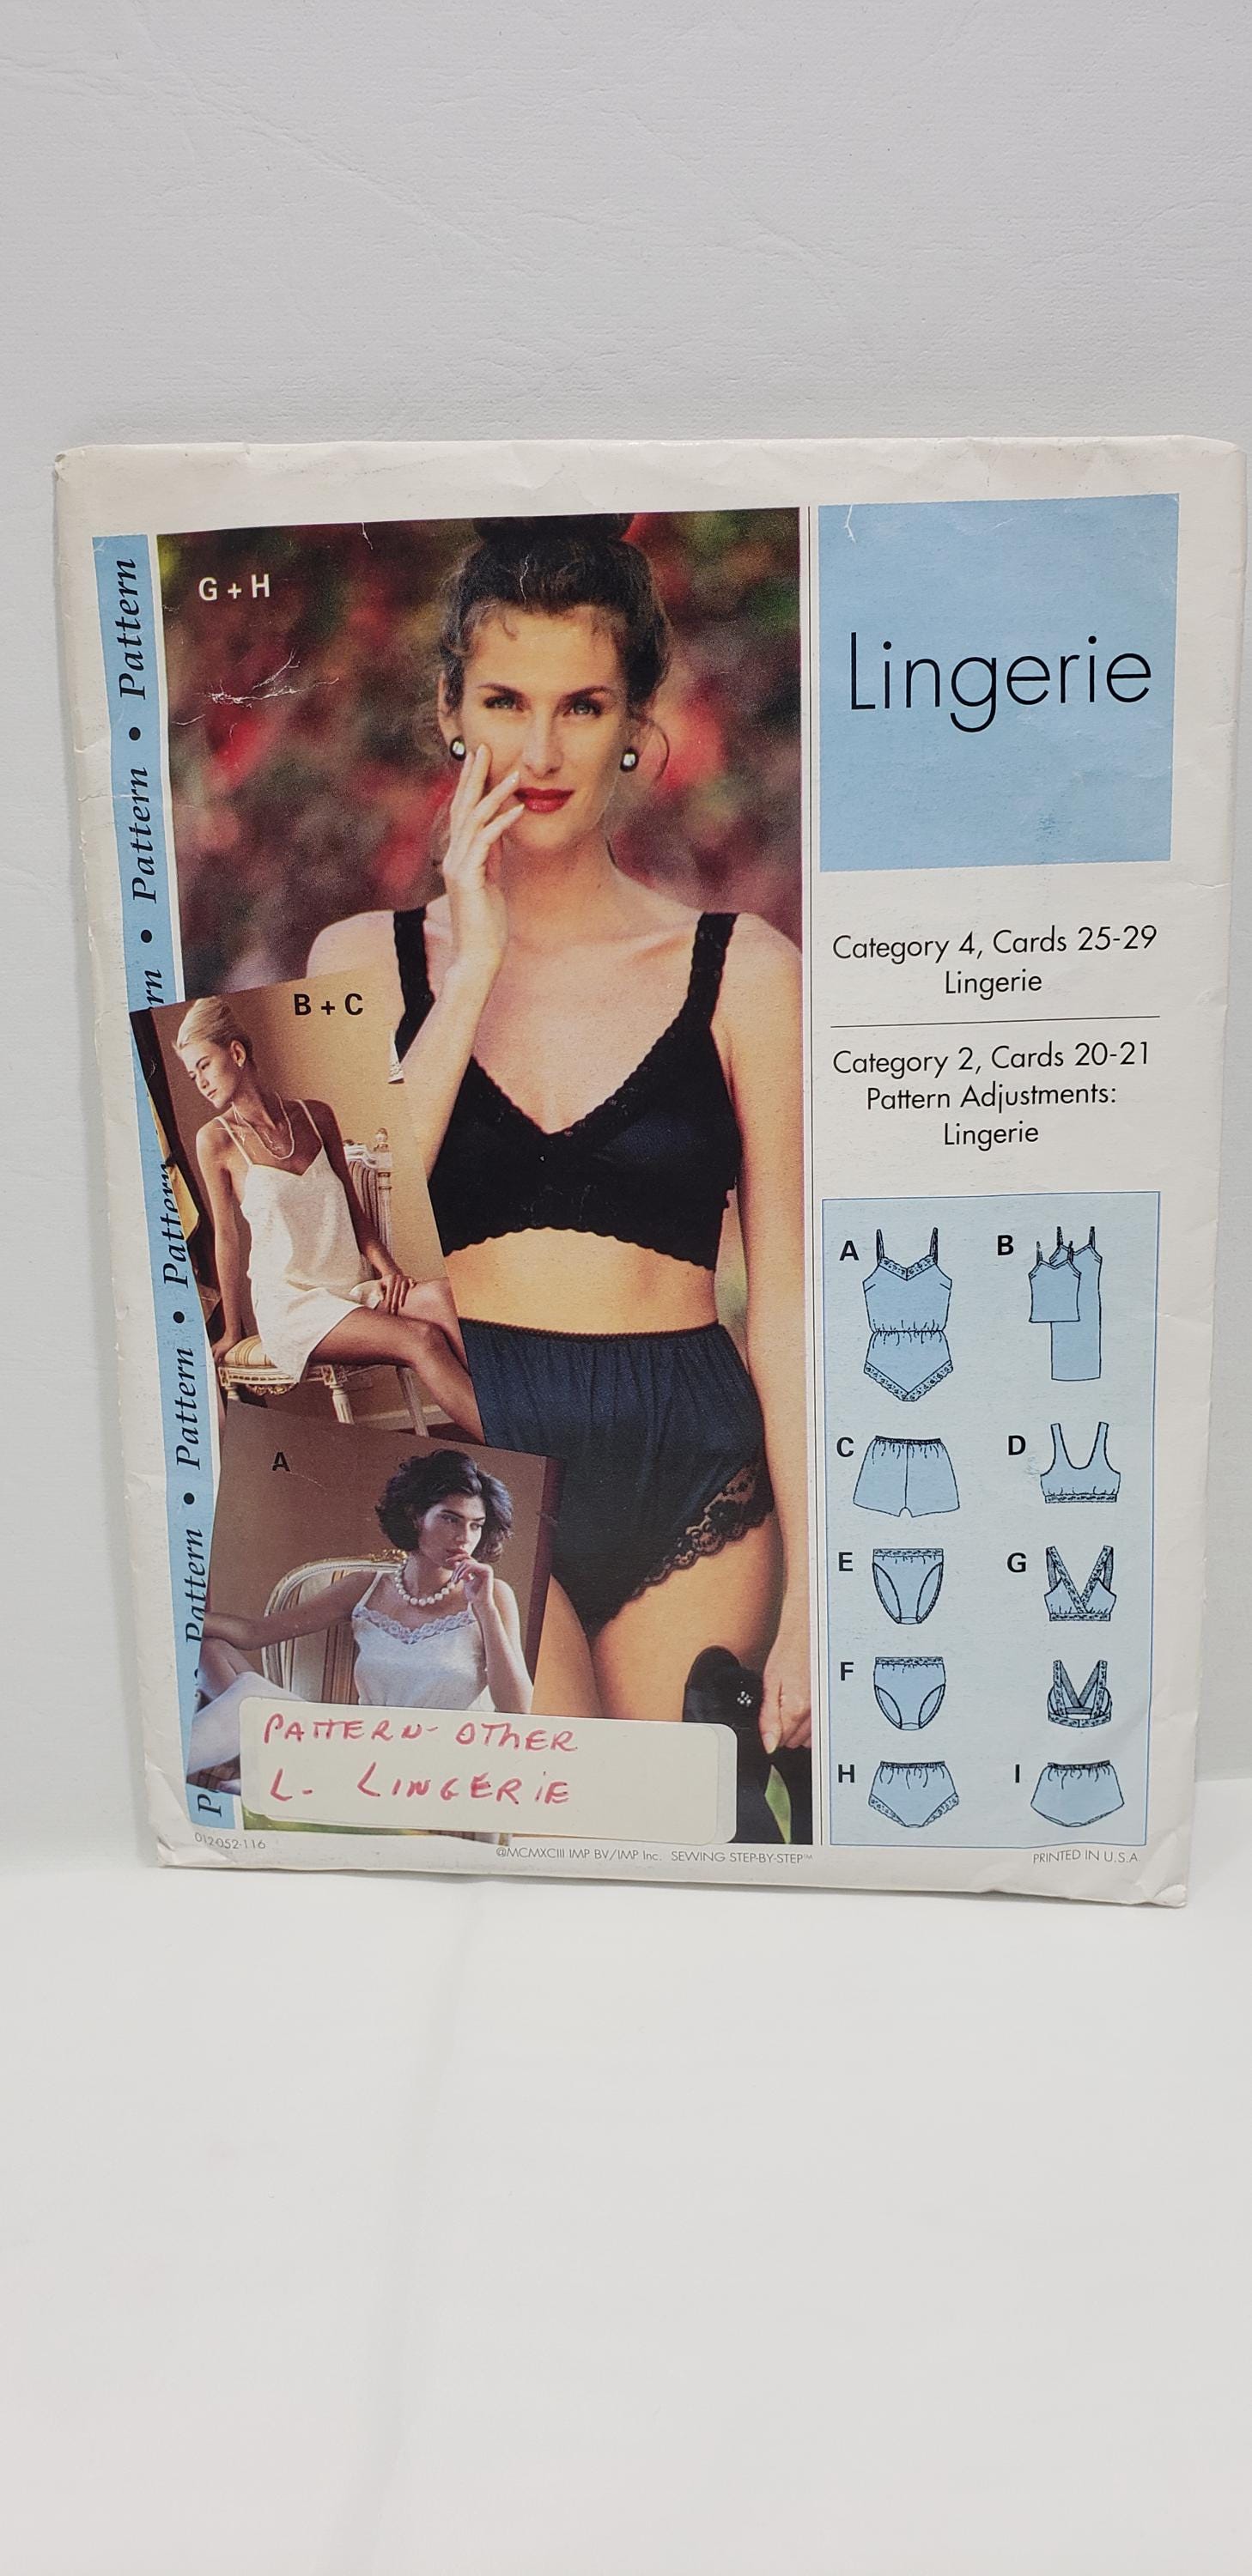 Pattern • Pattern • Pattern • Pattern • Pattern
G + H
B + C
A
Lingerie
Category 4, Cards 25-29
Lingerie
Category 2, Cards 20-21
Pattern Adjustments:
Lingerie
A
B
C
D
E
G
F
H
I
PATTERN- OTHER
L- LINGERIE
012-052-116
©MCMXCIII IMP BV/IMP Inc. SEWING STEP-BY-STEP™
PRINTED IN U.S.A